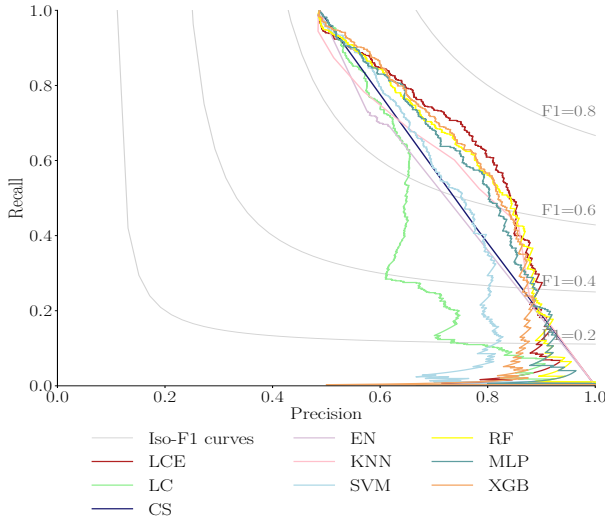 1.0
0.8
F1=0.8
0.6
Recall
F1=0.6
0.4
F1=0.4
0.2
F1=0.2
0.0
0.0 0.2 0.4 0.6 0.8 1.0
Precision
Iso-F1 curves EN RF
LCE KNN MLP
LC SVM XGB
CS